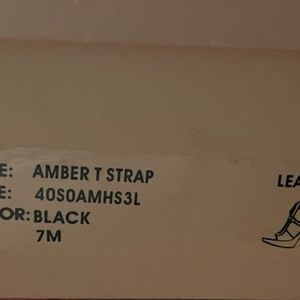 E: AMBER T STRAP
E: 40S0AMHS3L
OR: BLACK
7M
LEA